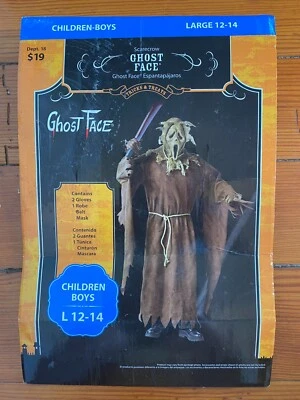 CHILDREN-BOYS
LARGE 12-14
Dept. 58
$19
Scarecrow
GHOST
FACE®
Ghost Face® Espantapájaros
TRICKS & TREATS
GHOST FACE
Contains
2 Gloves
1 Robe
Belt
Mask
Contenido
2 Guantes
1 Túnica
Cinturón
Máscara
CHILDREN
BOYS
L 12-14